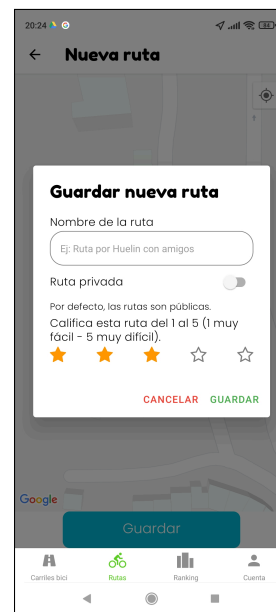 20:24
Nueva ruta
Guardar nueva ruta
Nombre de la ruta
Ej: Ruta por Huelin con amigos
Ruta privada
Por defecto, las rutas son públicas.
Califica esta ruta del 1 al 5 (1 muy
fácil - 5 muy difícil).
CANCELAR GUARDAR
Google
Guardar
Carriles bici Rutas Ranking Cuenta